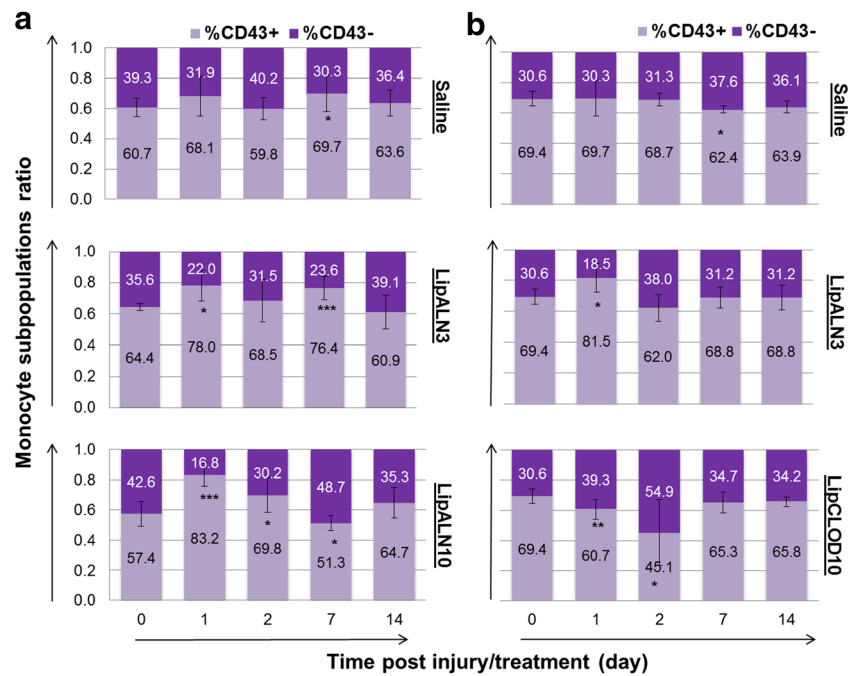 a
%CD43+ %CD43-
1.0
0.8
0.6
0.4
0.2
0.0
39.3 31.9 40.2 30.3 36.4
*
60.7 68.1 59.8 69.7 63.6
Saline
1.0
0.8
0.6
0.4
0.2
0.0
35.6 22.0 31.5 23.6 39.1
* ***
64.4 78.0 68.5 76.4 60.9
LipALN3
1.0
0.8
0.6
0.4
0.2
0.0
42.6 16.8 30.2 48.7 35.3
*** * *
57.4 83.2 69.8 51.3 64.7
LipALN10
0 1 2 7 14
Monocyte subpopulations ratio
b
%CD43+ %CD43-
30.6 30.3 31.3 37.6 36.1
*
69.4 69.7 68.7 62.4 63.9
Saline
30.6 18.5 38.0 31.2 31.2
*
69.4 81.5 62.0 68.8 68.8
LipALN3
30.6 39.3 54.9 34.7 34.2
**
69.4 60.7 45.1 65.3 65.8
*
LipCLOD10
0 1 2 7 14
Time post injury/treatment (day)